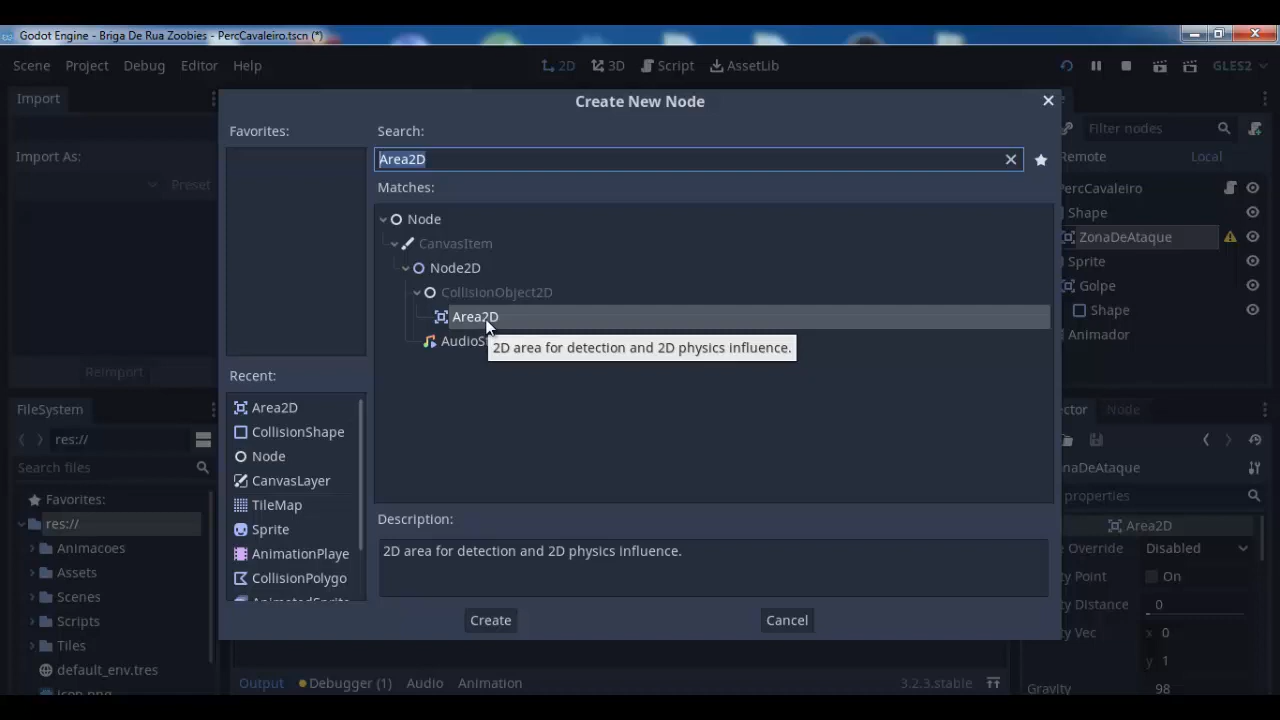 Godot Engine - Briga De Rua Zoobies - PercCavaleiro.tscn (*)
Scene Project Debug Editor Help 2D 3D Script AssetLib GLES2
Import
Create New Node
Favorites:
Search:
Filter nodes
Import As:
Area2D
Remote Local
Preset
Matches:
PercCavaleiro
Node
Shape
CanvasItem
ZonaDeAtaque
Node2D
Sprite
CollisionObject2D
Golpe
Area2D
Shape
AudioSt
2D area for detection and 2D physics influence.
Animador
Reimport
Recent:
FileSystem
Area2D
Node
res://
CollisionShape
Search files
Node
naDeAtaque
Favorites:
CanvasLayer
properties
res://
TileMap
Description:
Area2D
Animacoes
Sprite
2D area for detection and 2D physics influence.
Override Disabled
Assets
AnimationPlaye
Point On
Scenes
CollisionPolygo
Distance 0
Scripts
AnimatedSprite
Create
Cancel
Vec x 0
Tiles
y 1
default_env.tres
Output Debugger (1) Audio Animation 3.2.3.stable
Gravity 98
icon.png